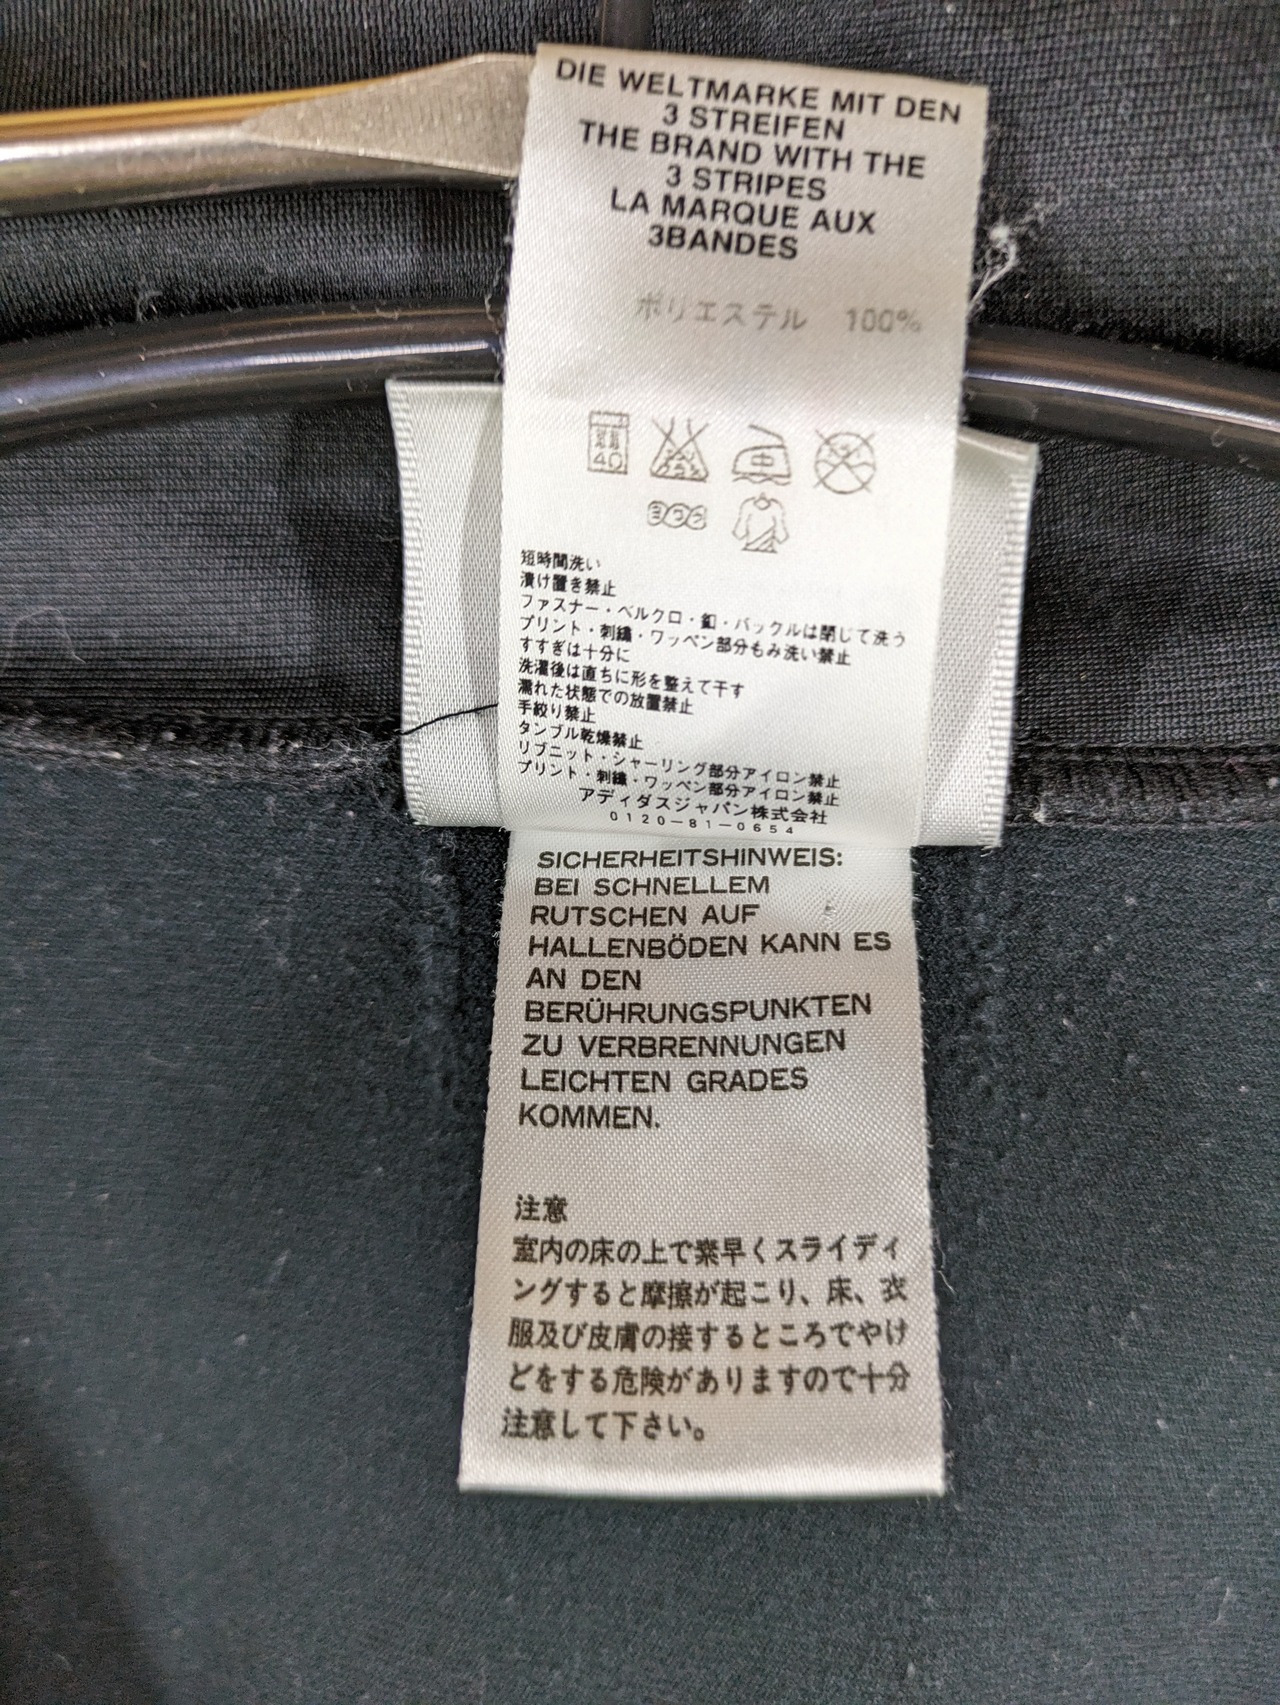 DIE WELTMARKE MIT DEN
3 STREIFEN
THE BRAND WITH THE
3 STRIPES
LA MARQUE AUX
3BANDES
ポリエステル 100%
40
中
短時間洗い
漬け置き禁止
ファスナー・ベルクロ・釦・バックルは閉じて洗う
プリント・刺繍・ワッペン部分もみ洗い禁止
すすぎは十分に
洗濯後は直ちに形を整えて干す
濡れた状態での放置禁止
手絞り禁止
タンブル乾燥禁止
リブニット・シャーリング部分アイロン禁止
プリント・刺繍・ワッペン部分アイロン禁止
アディダスジャパン株式会社
0120-81-0654
SICHERHEITSHINWEIS:
BEI SCHNELLEM
RUTSCHEN AUF
HALLENBÖDEN KANN ES
AN DEN
BERÜHRUNGSPUNKTEN
ZU VERBRENNUNGEN
LEICHTEN GRADES
KOMMEN.
注意
室内の床の上で素早くスライディ
ングすると摩擦が起こり、床、衣
服及び皮膚の接するところでやけ
どをする危険がありますので十分
注意して下さい。